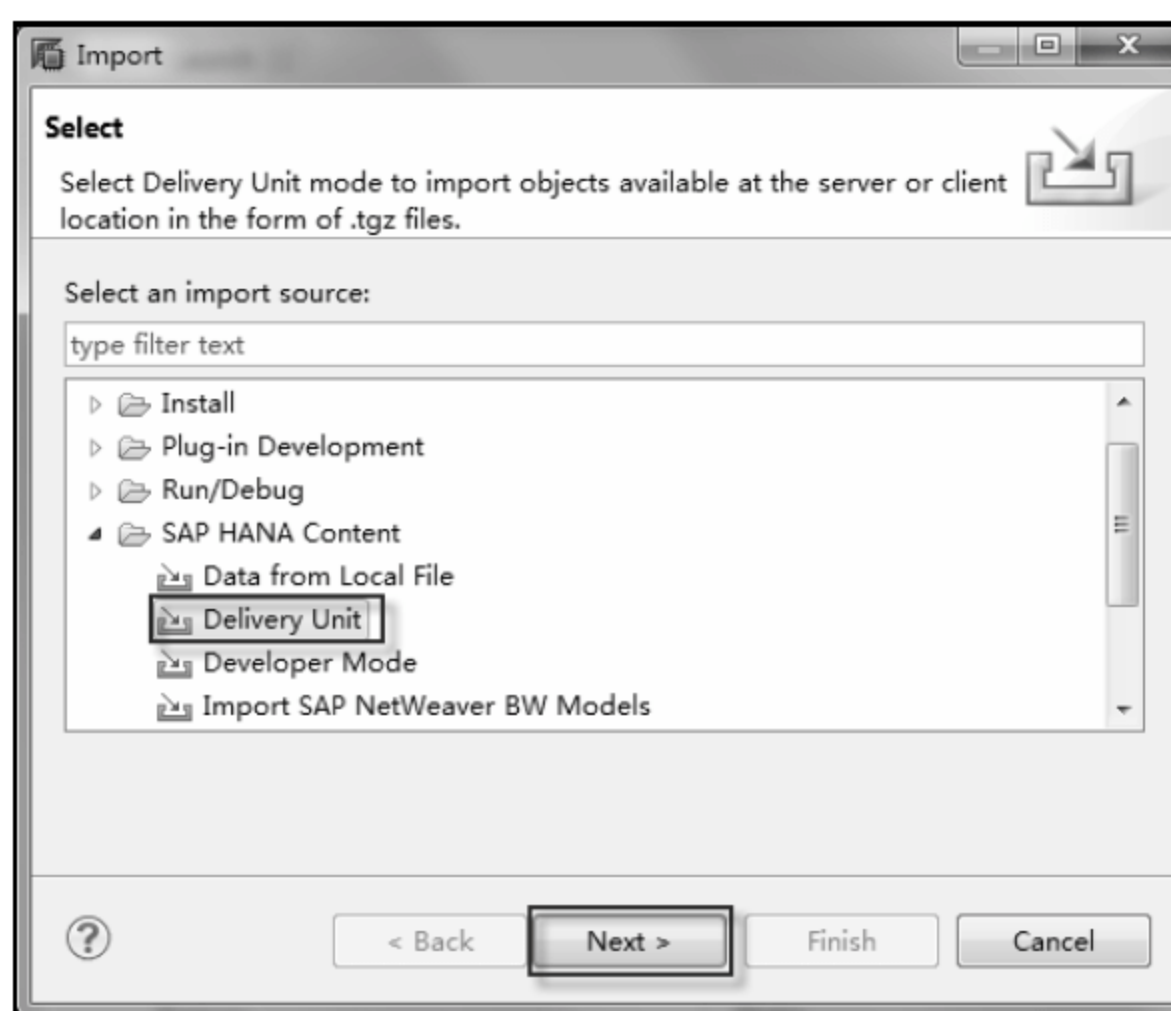 Import
Select
Select Delivery Unit mode to import objects available at the server or client
location in the form of .tgz files.
Select an import source:
type filter text
Install
Plug-in Development
Run/Debug
SAP HANA Content
Data from Local File
Delivery Unit
Developer Mode
Import SAP NetWeaver BW Models
?
< Back
Next >
Finish
Cancel